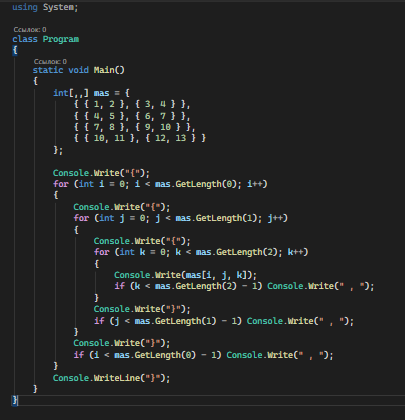 using System;
Ссылок: 0
class Program
{
Ссылок: 0
static void Main()
{
int[,,] mas = {
{ { 1, 2 }, { 3, 4 } },
{ { 4, 5 }, { 6, 7 } },
{ { 7, 8 }, { 9, 10 } },
{ { 10, 11 }, { 12, 13 } }
};
Console.Write("{");
for (int i = 0; i < mas.GetLength(0); i++)
{
Console.Write("{");
for (int j = 0; j < mas.GetLength(1); j++)
{
Console.Write("{");
for (int k = 0; k < mas.GetLength(2); k++)
{
Console.Write(mas[i, j, k]);
if (k < mas.GetLength(2) - 1) Console.Write(" , ");
}
Console.Write("}");
if (j < mas.GetLength(1) - 1) Console.Write(" , ");
}
Console.Write("}");
if (i < mas.GetLength(0) - 1) Console.Write(" , ");
}
Console.WriteLine("}");
}
}